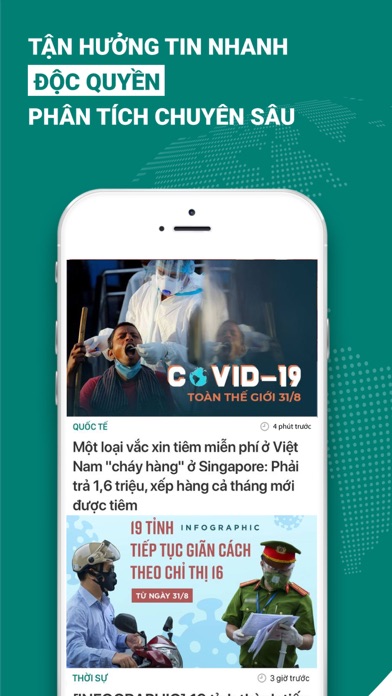 TẬN HƯỞNG TIN NHANH
ĐỘC QUYỀN
PHÂN TÍCH CHUYÊN SÂU
COVID-19
TOÀN THẾ GIỚI 31/8
QUỐC TẾ
4 phút trước
Một loại vắc xin tiêm miễn phí ở Việt
Nam "cháy hàng" ở Singapore: Phải
trả 1,6 triệu, xếp hàng cả tháng mới
được tiêm
19 TỈNH INFOGRAPHIC
TIẾP TỤC GIÃN CÁCH
THEO CHỈ THỊ 16
TỪ NGÀY 31/8
THỜI SỰ
3 giờ trước